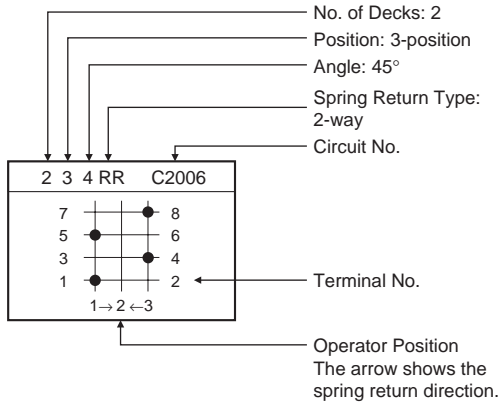 No. of Decks: 2
Position: 3-position
Angle: 45°
Spring Return Type:
2-way
Circuit No.
2 3 4 RR C2006
7 8
5 6
3 4
1 2
Terminal No.
1→2←3
Operator Position
The arrow shows the
spring return direction.